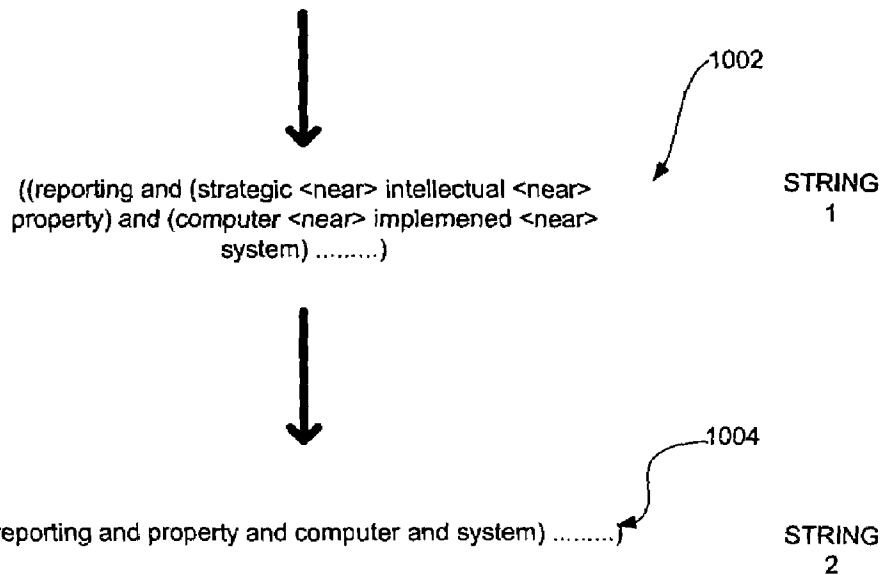 1002
((reporting and (strategic <near> intellectual <near>
property) and (computer <near> implemened <near>
system) .........)
STRING
1
1004
reporting and property and computer and system) .........)
STRING
2